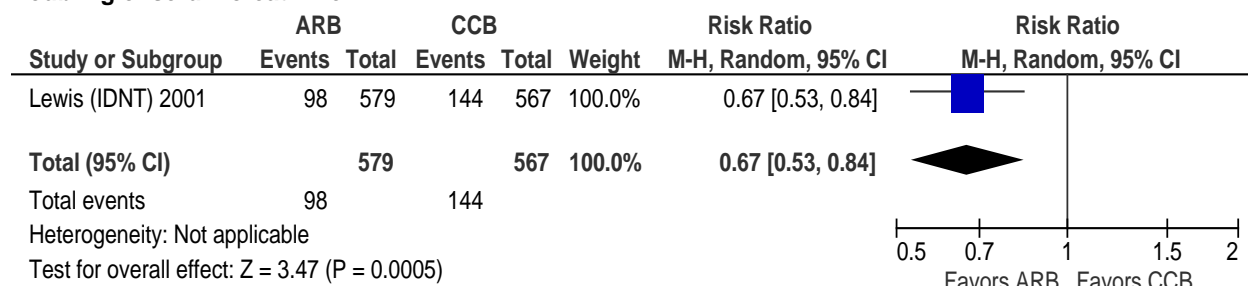 ARB CCB Risk Ratio Risk Ratio
Study or Subgroup Events Total Events Total Weight M-H, Random, 95% CI M-H, Random, 95% CI
Lewis (IDNT) 2001 98 579 144 567 100.0% 0.67 [0.53, 0.84]
Total (95% CI) 579 567 100.0% 0.67 [0.53, 0.84]
Total events 98 144
Heterogeneity: Not applicable
Test for overall effect: Z = 3.47 (P = 0.0005)
0.5 0.7 1 1.5 2
Favors ARB Favors CCB